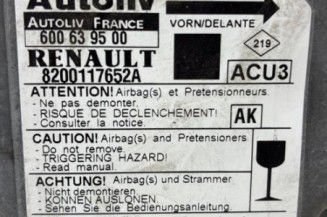 Autoliv
AUTOLIV FRANCE
VORN/DELANTE
600 63 95 00
219
RENAULT
8200117652A
ACU3
ATTENTION! Airbag(s) et Pretensionneurs
- Ne pas demonter.
- RISQUE DE DECLENCHEMENT!
- Consulter la notice.
AK
CAUTION! Airbag(s) and Pretensioners
- Do not remove.
- TRIGGERING HAZARD!
- Read manual.
ACHTUNG! Airbag(s) und Strammer
- Nicht demontieren.
- KÖNNEN AUSLÖSEN.
- Sehen Sie die Bedienungsanleitung.